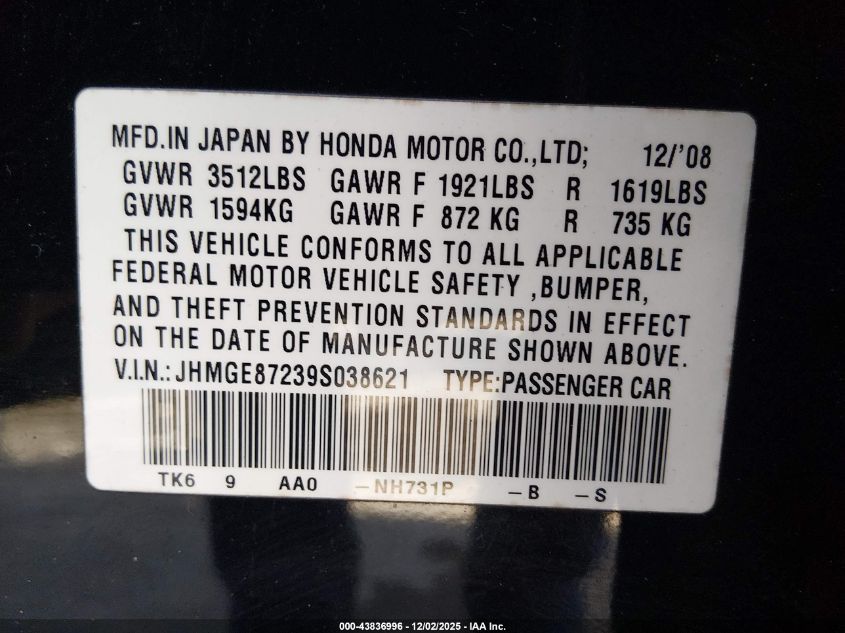 MFD.IN JAPAN BY HONDA MOTOR CO.,LTD; 12/'08
GVWR 3512LBS GAWR F 1921LBS R 1619LBS
GVWR 1594KG GAWR F 872 KG R 735 KG
THIS VEHICLE CONFORMS TO ALL APPLICABLE
FEDERAL MOTOR VEHICLE SAFETY ,BUMPER,
AND THEFT PREVENTION STANDARDS IN EFFECT
ON THE DATE OF MANUFACTURE SHOWN ABOVE.
V.I.N.:JHMGE87239S038621 TYPE:PASSENGER CAR
TK6 9 AA0 -NH731P -B -S
000-43836996 - 12/02/2025 - IAA Inc.